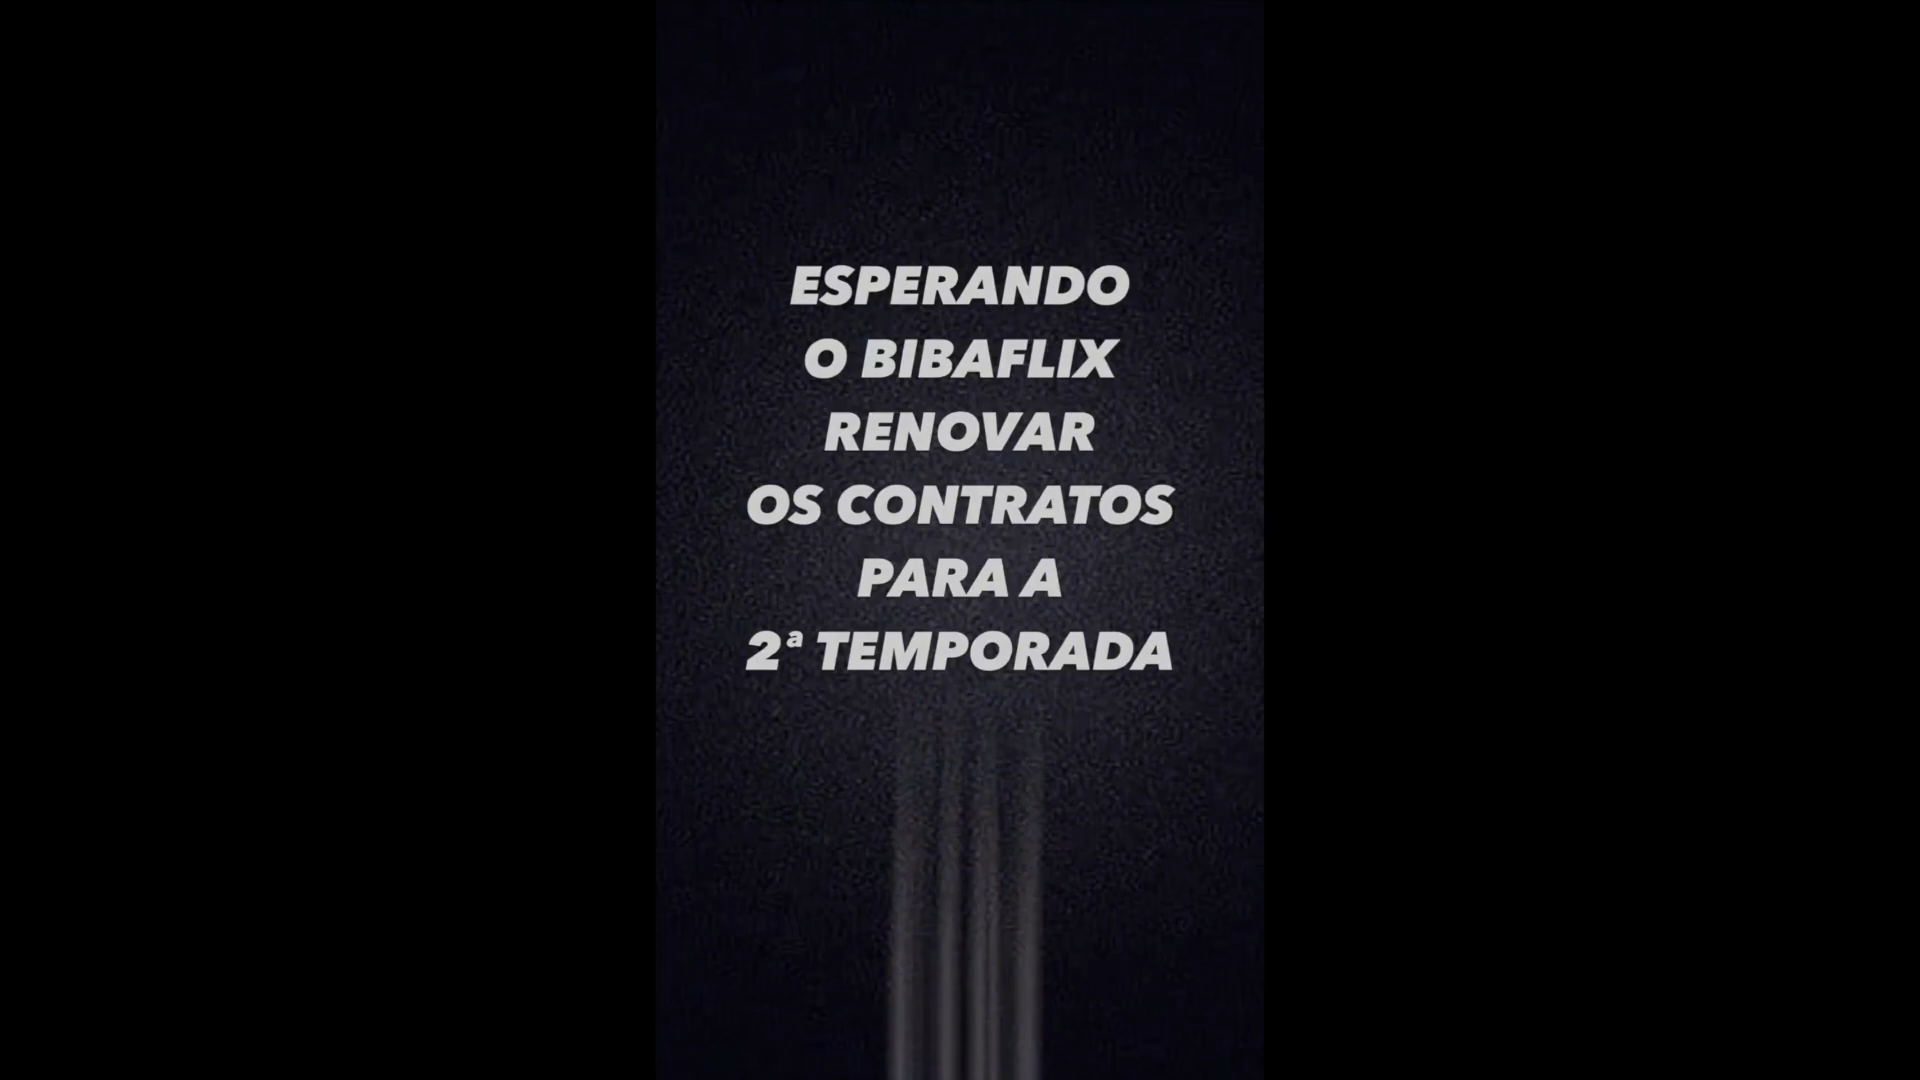 ESPERANDO
O BIBAFLIX
RENOVAR
OS CONTRATOS
PARA A
2ª TEMPORADA